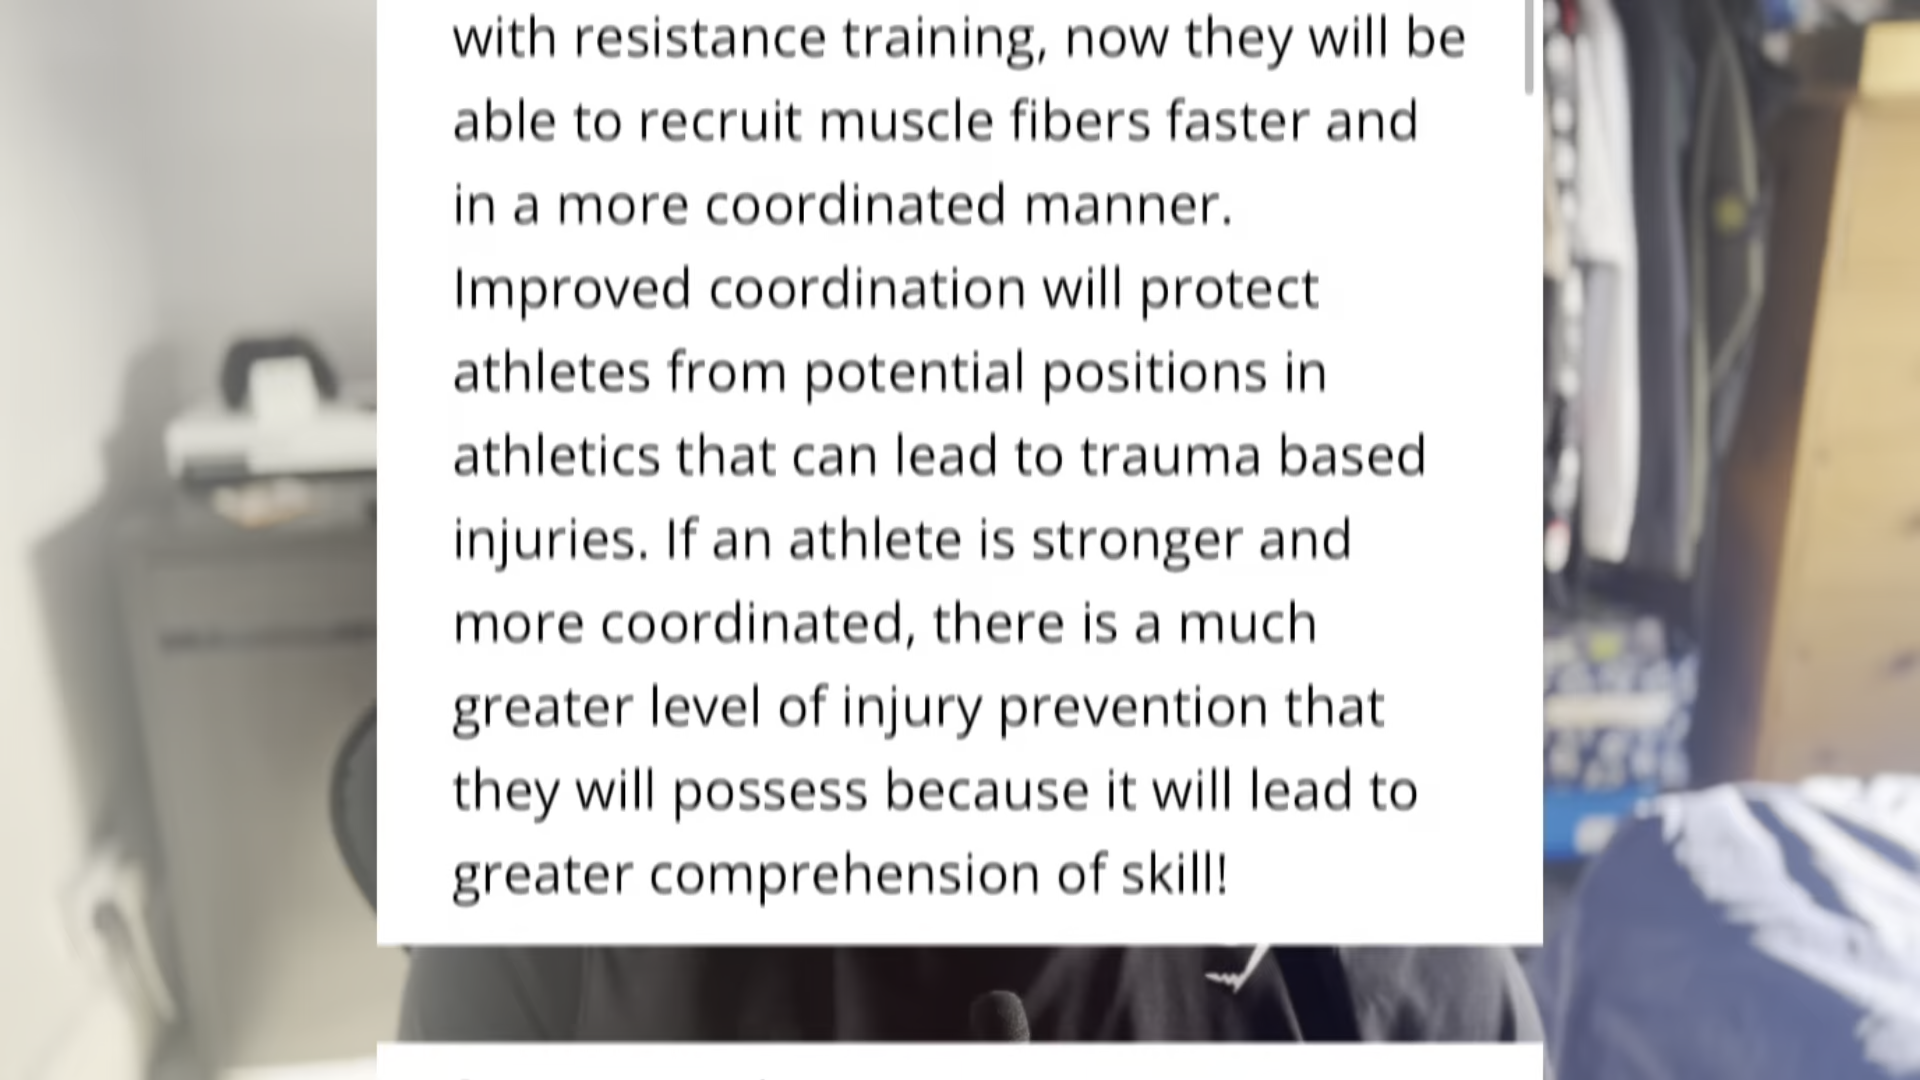 with resistance training, now they will be
able to recruit muscle fibers faster and
in a more coordinated manner.
Improved coordination will protect
athletes from potential positions in
athletics that can lead to trauma based
injuries. If an athlete is stronger and
more coordinated, there is a much
greater level of injury prevention that
they will possess because it will lead to
greater comprehension of skill!